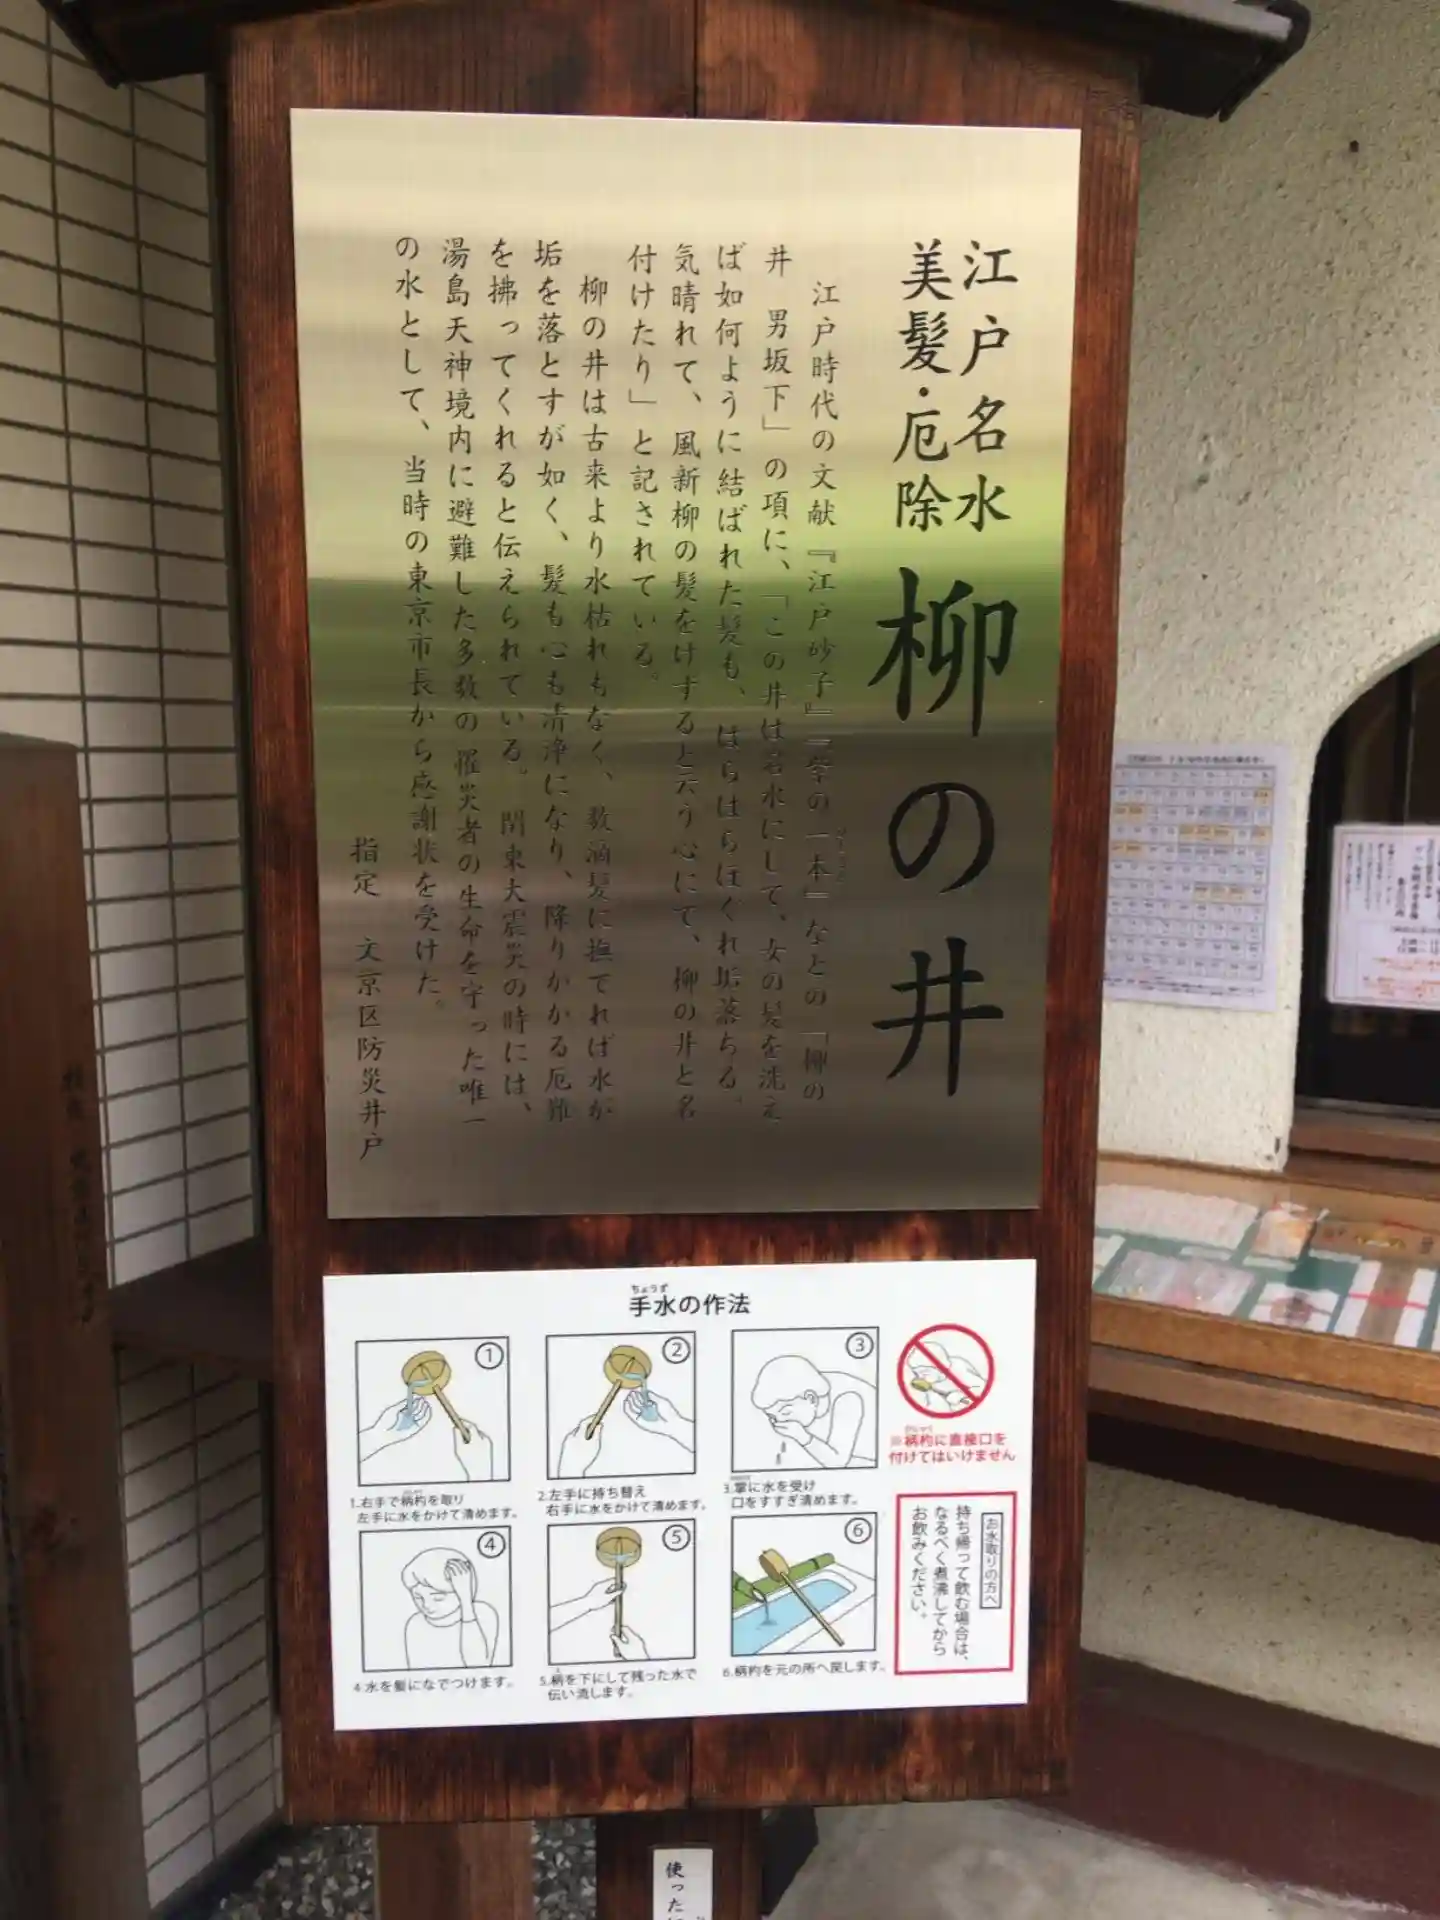 江戸名水
美髪・厄除
柳の井
江戸時代の文献『江戸砂子』『紫の一本』などの「柳の
井 男坂下」の項に、「この井は名水にして、女の髪を洗え
ば如何ように結ばれた髪も、はらはらほぐれ垢落ちる。
気晴れて、風新柳の髪をけずると云う心にて、柳の井と名
付けたり」と記されている。
柳の井は古来より水枯れもなく、数滴髪に撫でれば水が
垢を落とすが如く、髪も心も清浄になり、降りかかる厄難
を拂ってくれると伝えられている。関東大震災の時には、
湯島天神境内に避難した多数の罹災者の生命を守った唯一
の水として、当時の東京市長から感謝状を受けた。
指定 文京区防災井戸
ちょうず
手水の作法
①
②
③
1.右手で柄杓を取り
左手に水をかけて清めます。
2.左手に持ち替え
右手に水をかけて清めます。
3.掌に水を受け
口をすすぎ清めます。
※柄杓に直接口を
付けてはいけません
④
⑤
⑥
4.水を髪になでつけます。
5.柄を下にして残った水で
伝い流します。
6.柄杓を元の所へ戻します。
お水取りの方へ
持ち帰って飲む場合は、
なるべく煮沸してから
お飲みください。
使った